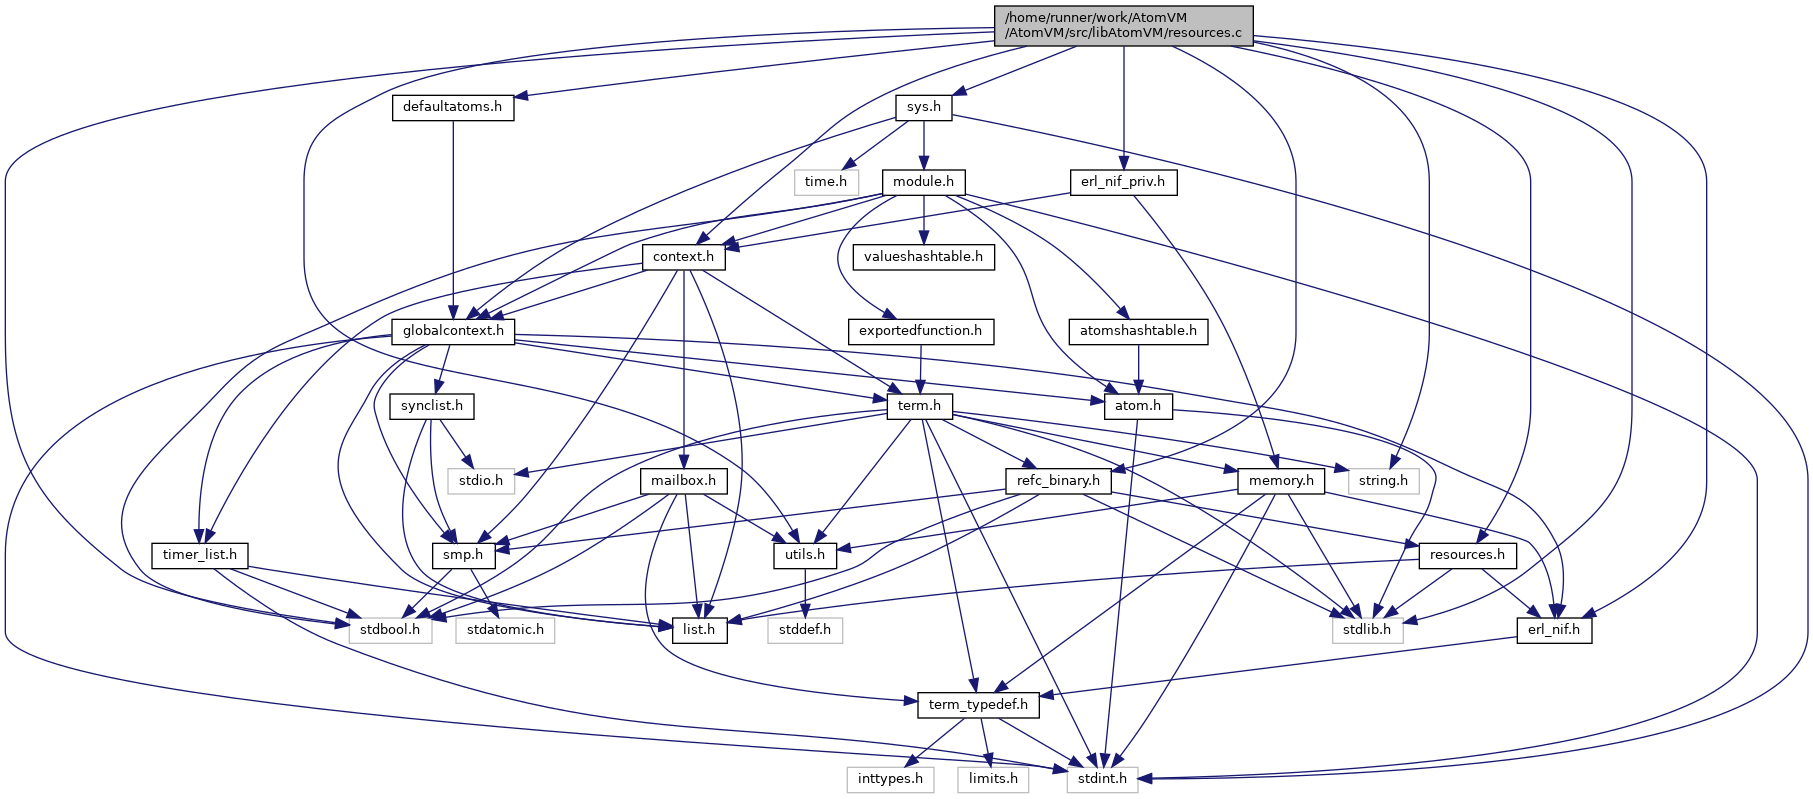 /home/runner/work/AtomVM
/AtomVM/src/libAtomVM/resources.c
defaultatoms.h
sys.h
time.h
module.h
erl_nif_priv.h
context.h
valueshashtable.h
globalcontext.h
exportedfunction.h
atomshashtable.h
synclist.h
term.h
atom.h
stdio.h
mailbox.h
refc_binary.h
memory.h
string.h
timer_list.h
smp.h
utils.h
resources.h
stdbool.h
stdatomic.h
list.h
stddef.h
stdlib.h
erl_nif.h
term_typedef.h
inttypes.h
limits.h
stdint.h